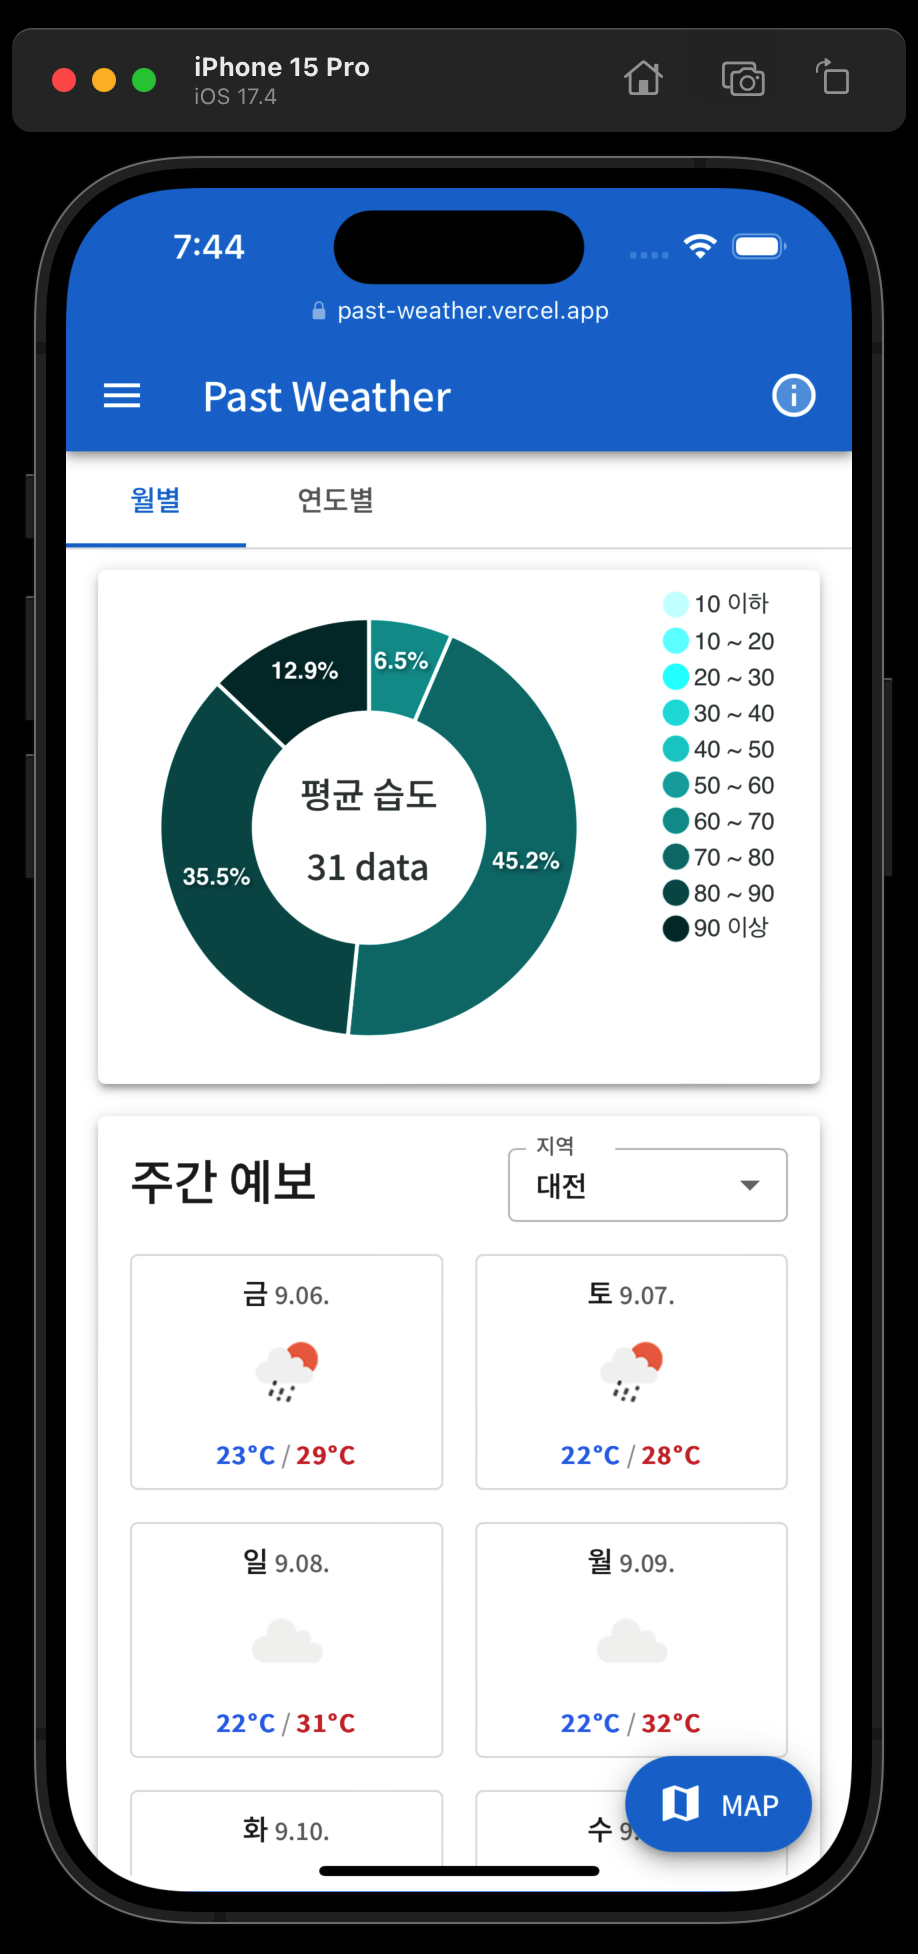 iPhone 15 Pro
iOS 17.4
7:44
past-weather.vercel.app
Past Weather
월별 연도별
10 이하
10 ~ 20
20 ~ 30
30 ~ 40
40 ~ 50
50 ~ 60
60 ~ 70
70 ~ 80
80 ~ 90
90 이상
12.9% 6.5%
평균 습도
31 data
35.5% 45.2%
주간 예보
지역
대전
금 9.06. 토 9.07.
23°C / 29°C 22°C / 28°C
일 9.08. 월 9.09.
22°C / 31°C 22°C / 32°C
화 9.10. 수 9.
MAP